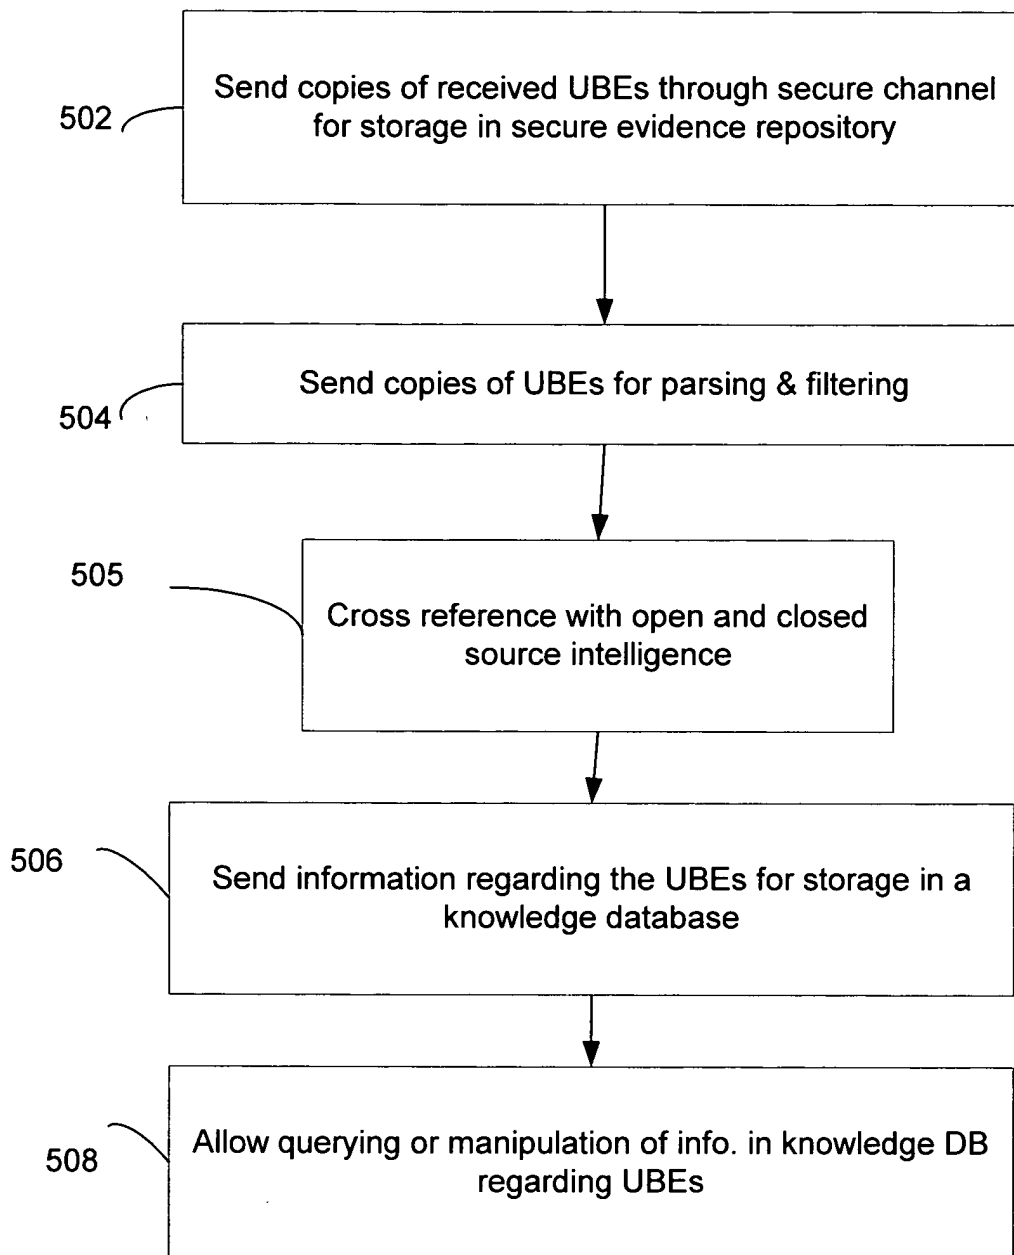 502
Send copies of received UBEs through secure channel
for storage in secure evidence repository
504
Send copies of UBEs for parsing & filtering
505
Cross reference with open and closed
source intelligence
506
Send information regarding the UBEs for storage in a
knowledge database
508
Allow querying or manipulation of info. in knowledge DB
regarding UBEs